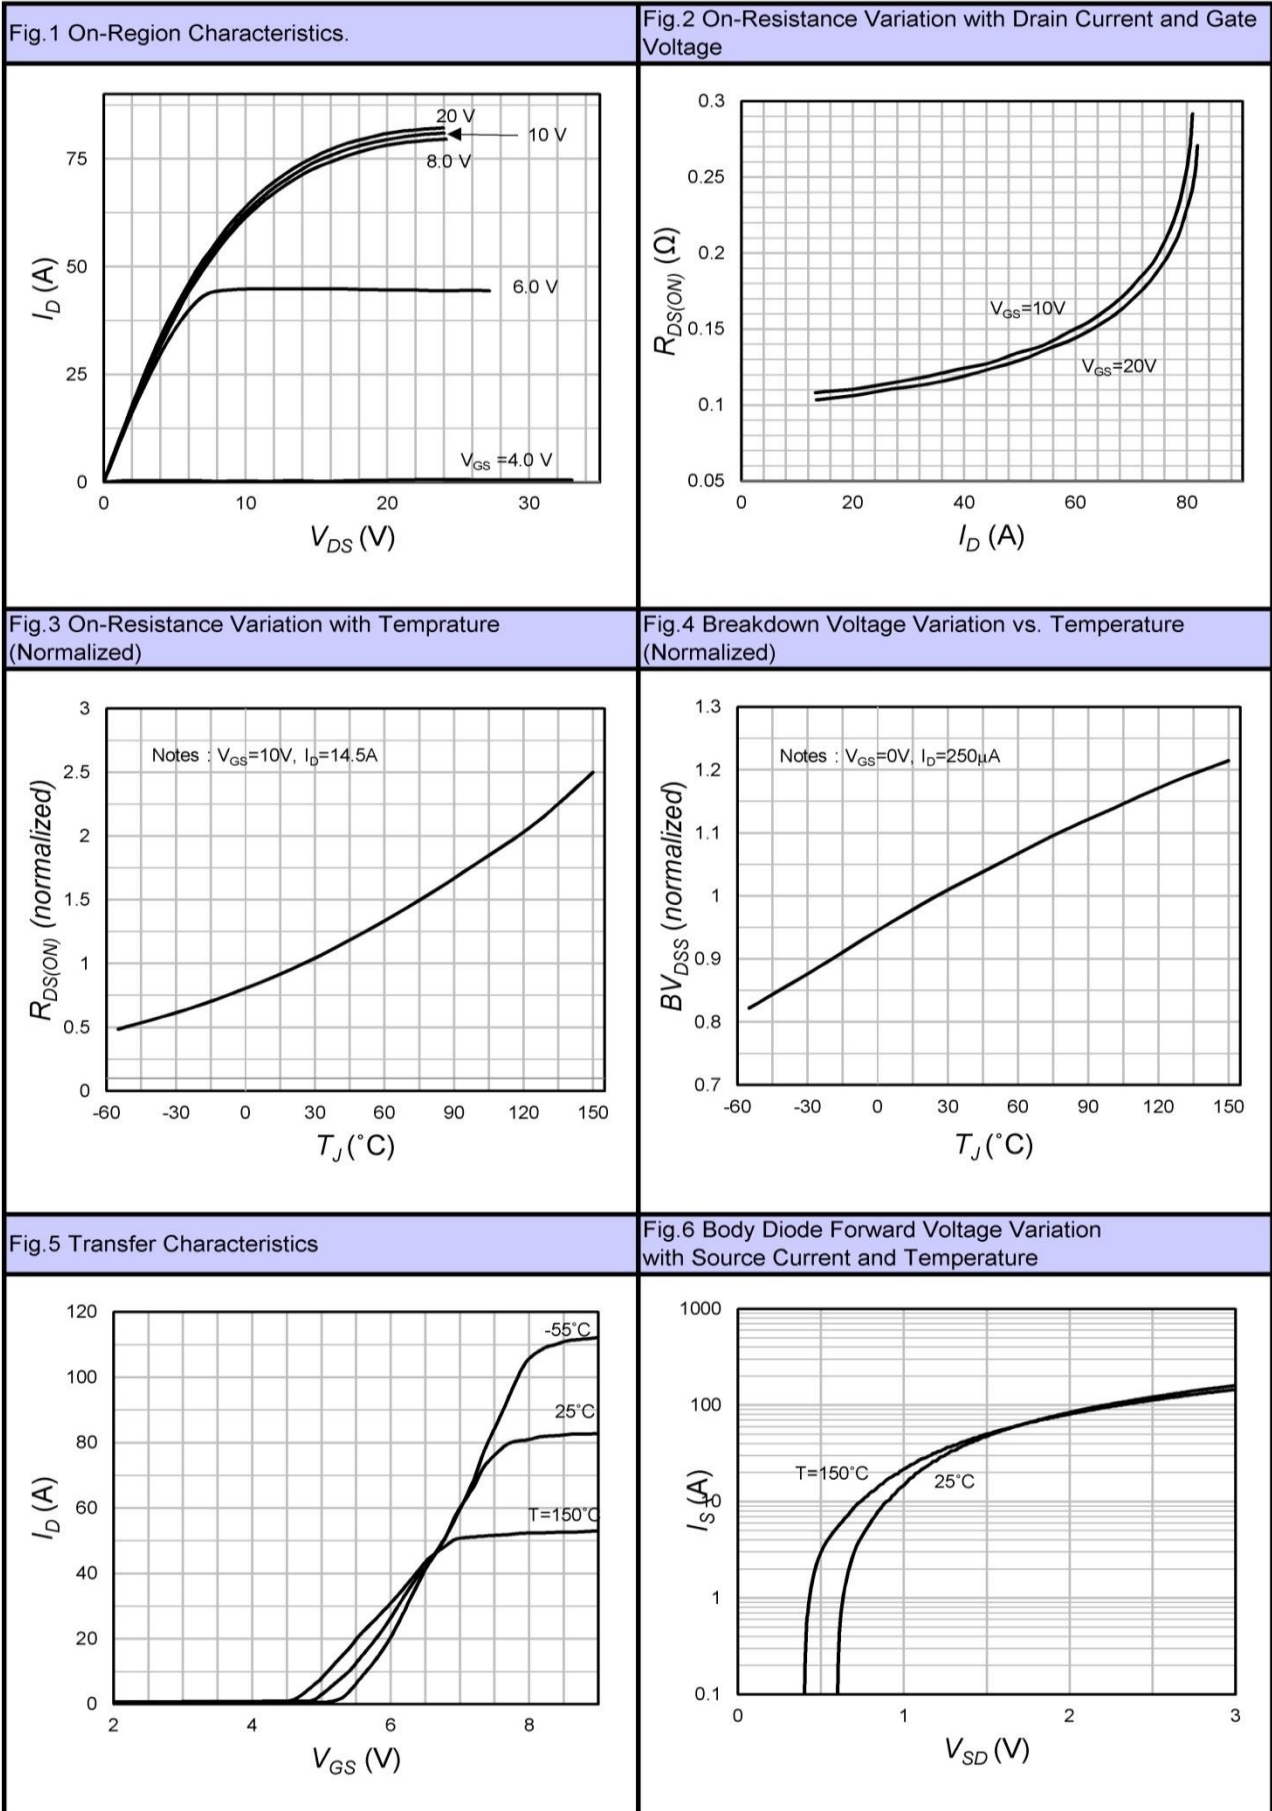 Fig.1 On-Region Characteristics.
20 V
10 V
8.0 V
6.0 V
VGS =4.0 V
75
50
25
0
0 10 20 30
ID (A)
VDS (V)
Fig.2 On-Resistance Variation with Drain Current and Gate
Voltage
0.3
0.25
0.2
0.15
0.1
0.05
VGS=10V
VGS=20V
0 20 40 60 80
RDS(ON) (Ω)
ID (A)
Fig.3 On-Resistance Variation with Temprature
(Normalized)
Notes : VGS=10V, ID=14.5A
3
2.5
2
1.5
1
0.5
0
-60 -30 0 30 60 90 120 150
RDS(ON) (normalized)
TJ (˚C)
Fig.4 Breakdown Voltage Variation vs. Temperature
(Normalized)
Notes : VGS=0V, ID=250μA
1.3
1.2
1.1
1
0.9
0.8
0.7
-60 -30 0 30 60 90 120 150
BVDSS (normalized)
TJ (˚C)
Fig.5 Transfer Characteristics
120
100
80
60
40
20
0
-55˚C
25˚C
T=150˚C
2 4 6 8
ID (A)
VGS (V)
Fig.6 Body Diode Forward Voltage Variation
with Source Current and Temperature
1000
100
10
1
0.1
T=150˚C
25˚C
0 1 2 3
IS (A)
VSD (V)